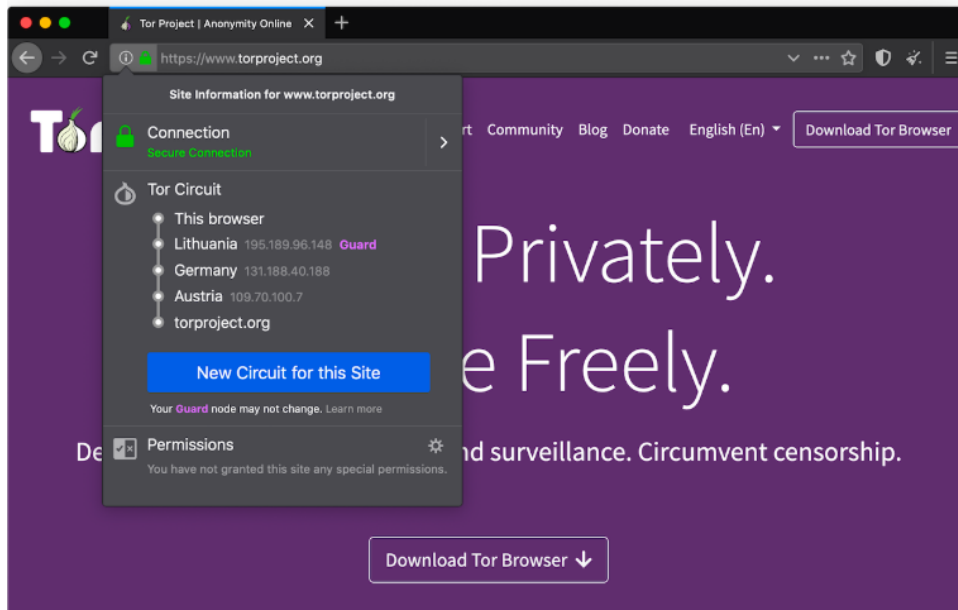 Tor Project | Anonymity Online
https://www.torproject.org
Site Information for www.torproject.org
Connection
Secure Connection
Tor Circuit
This browser
Lithuania 195.189.96.148 Guard
Germany 131.188.40.188
Austria 109.70.100.7
torproject.org
New Circuit for this Site
Your Guard node may not change. Learn more
Permissions
You have not granted this site any special permissions.
Community Blog Donate English (En) Download Tor Browser
Privately.
Freely.
surveillance. Circumvent censorship.
Download Tor Browser